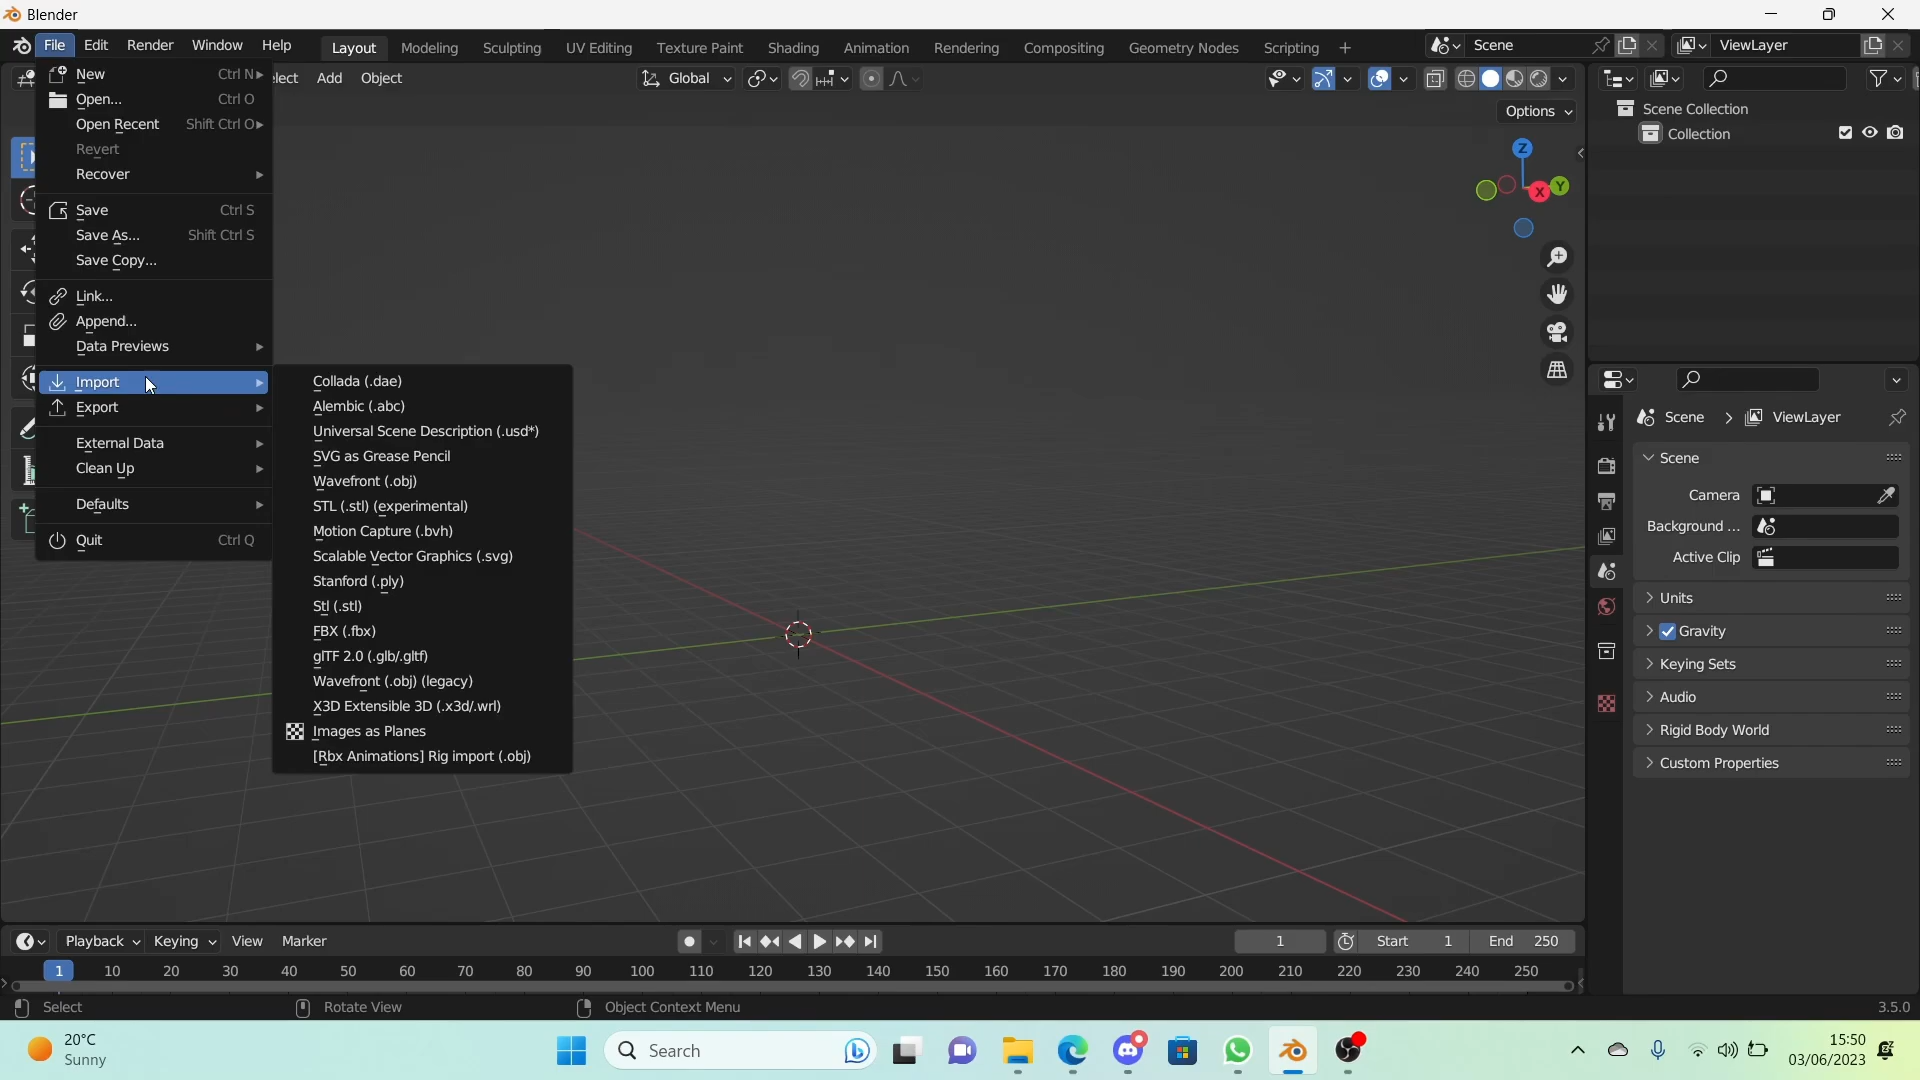 Blender
File Edit Render Window Help Layout Modeling Sculpting UV Editing Texture Paint Shading Animation Rendering Compositing Geometry Nodes Scripting + Scene ViewLayer
lect Add Object Global
Options
New Ctrl N
Open... Ctrl O
Open Recent Shift Ctrl O
Revert
Recover
Save Ctrl S
Save As... Shift Ctrl S
Save Copy...
Link...
Append...
Data Previews
Import
Export
External Data
Clean Up
Defaults
Quit Ctrl Q
Collada (.dae)
Alembic (.abc)
Universal Scene Description (.usd*)
SVG as Grease Pencil
Wavefront (.obj)
STL (.stl) (experimental)
Motion Capture (.bvh)
Scalable Vector Graphics (.svg)
Stanford (.ply)
Stl (.stl)
FBX (.fbx)
glTF 2.0 (.glb/.gltf)
Wavefront (.obj) (legacy)
X3D Extensible 3D (.x3d/.wrl)
Images as Planes
[Rbx Animations] Rig import (.obj)
Z
X Y
Scene Collection
Collection
Scene > ViewLayer
Scene
Camera
Background ...
Active Clip
Units
Gravity
Keying Sets
Audio
Rigid Body World
Custom Properties
Playback Keying View Marker 1 Start 1 End 250
1 10 20 30 40 50 60 70 80 90 100 110 120 130 140 150 160 170 180 190 200 210 220 230 240 250
Select Rotate View Object Context Menu 3.5.0
20°C
Sunny
Search
15:50
03/06/2023